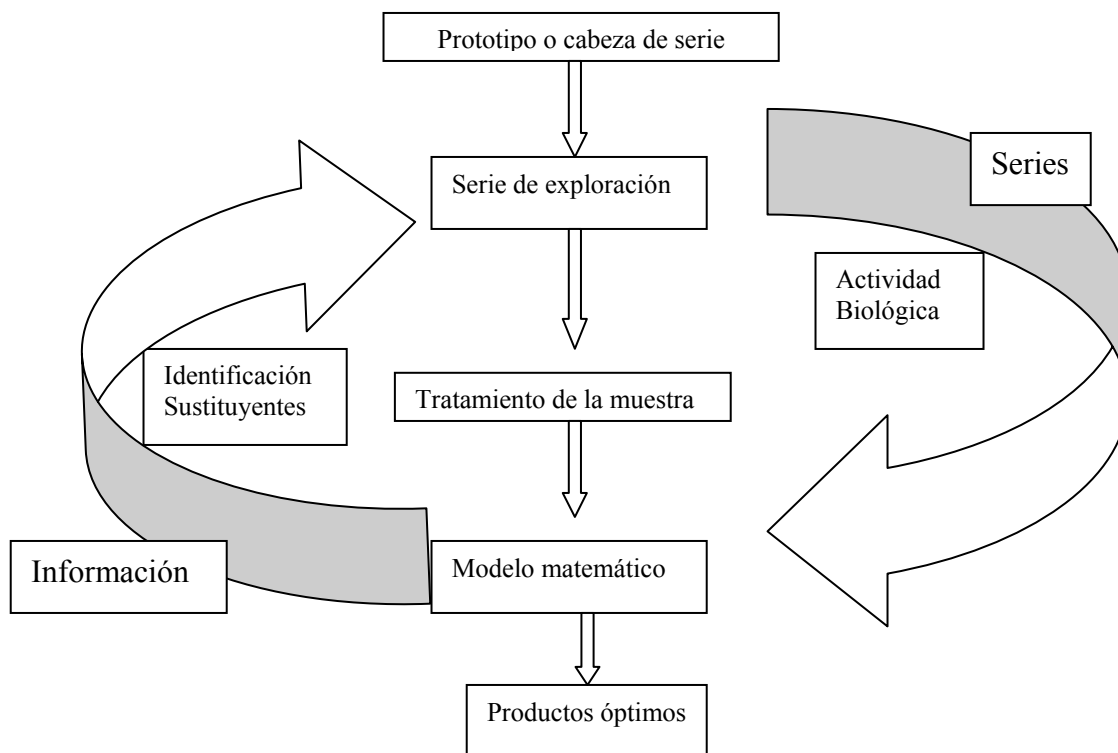 Prototipo o cabeza de serie
Serie de exploración
Series
Actividad
Biológica
Identificación
Sustituyentes
Tratamiento de la muestra
Información
Modelo matemático
Productos óptimos